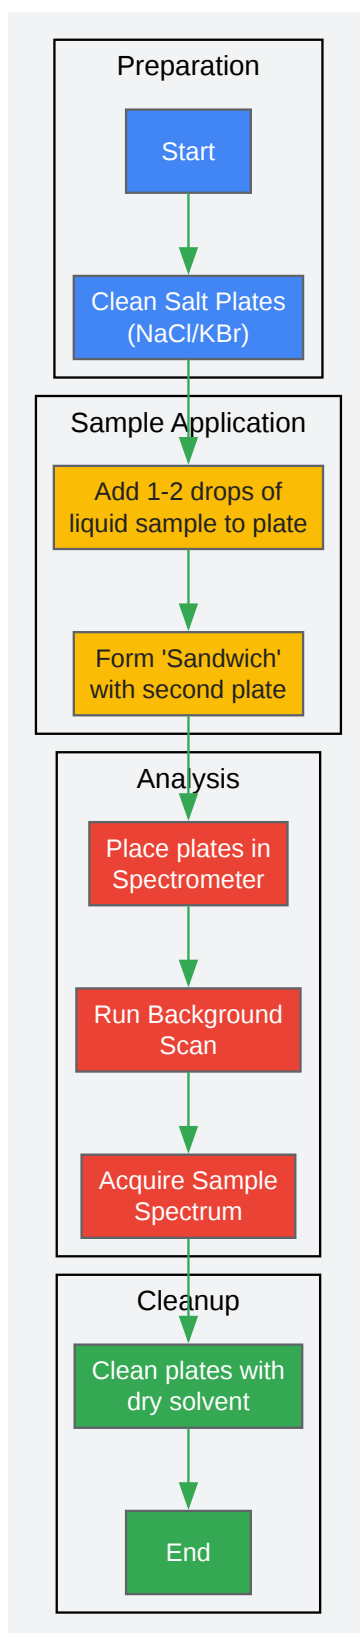 Preparation
Start
Clean Salt Plates
(NaCl/KBr)
Sample Application
Add 1-2 drops of
liquid sample to plate
Form 'Sandwich'
with second plate
Analysis
Place plates in
Spectrometer
Run Background
Scan
Acquire Sample
Spectrum
Cleanup
Clean plates with
dry solvent
End